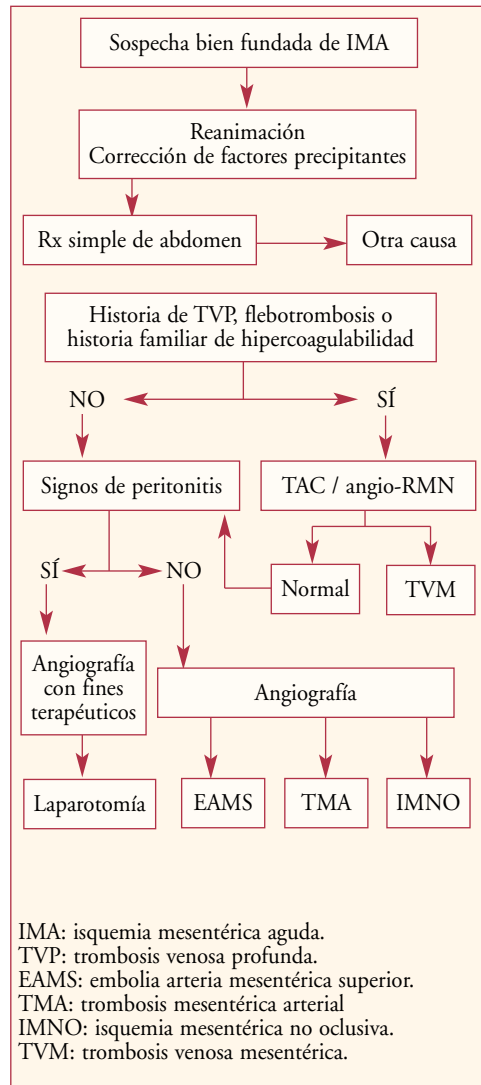 Sospecha bien fundada de IMA
Reanimación
Corrección de factores precipitantes
Rx simple de abdomen
Otra causa
Historia de TVP, flebotrombosis o
historia familiar de hipercoagulabilidad
NO
SÍ
Signos de peritonitis
TAC / angio-RMN
SÍ
NO
Normal
TVM
Angiografía
con fines
terapéuticos
Angiografía
Laparotomía
EAMS
TMA
IMNO
IMA: isquemia mesentérica aguda.
TVP: trombosis venosa profunda.
EAMS: embolia arteria mesentérica superior.
TMA: trombosis mesentérica arterial
IMNO: isquemia mesentérica no oclusiva.
TVM: trombosis venosa mesentérica.